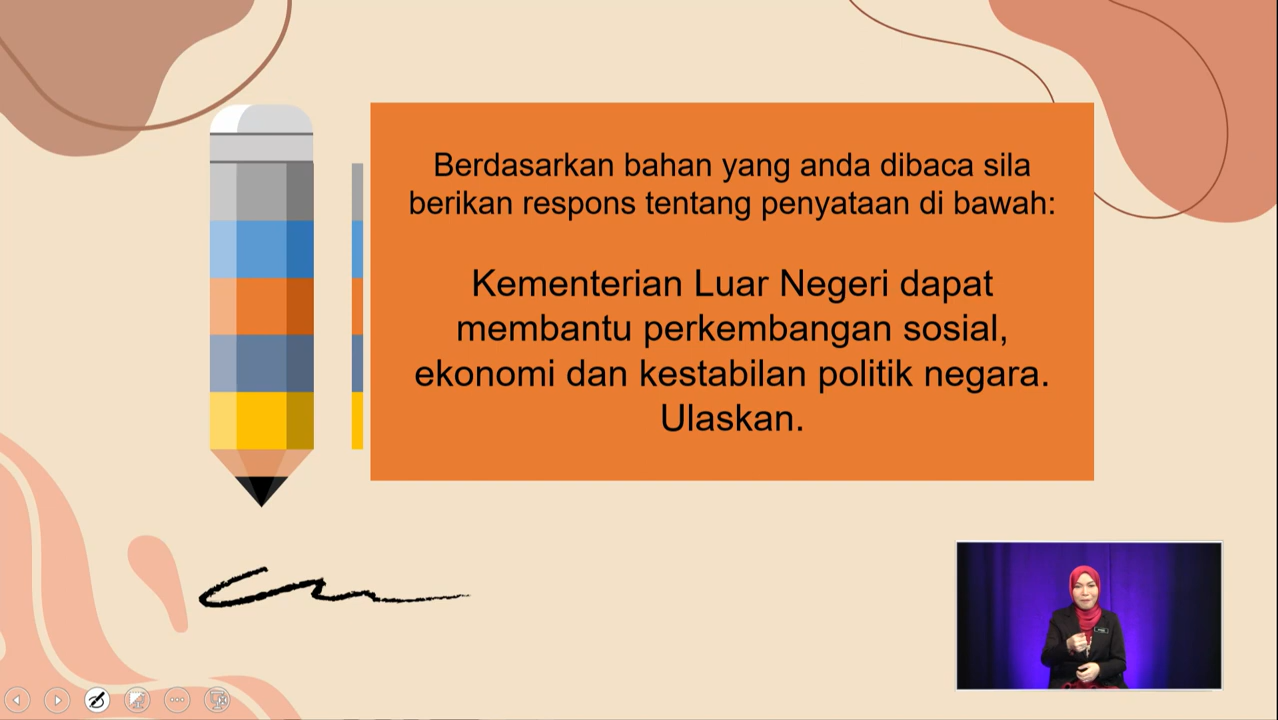 Berdasarkan bahan yang anda dibaca sila
berikan respons tentang penyataan di bawah:
Kementerian Luar Negeri dapat
membantu perkembangan sosial,
ekonomi dan kestabilan politik negara.
Ulaskan.